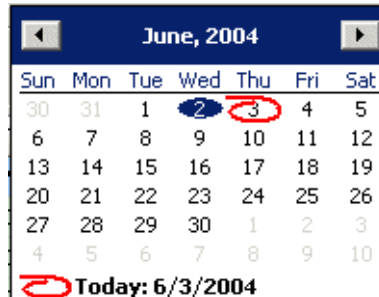 June, 2004
Sun Mon Tue Wed Thu Fri Sat
30 31 1 2 3 4 5
6 7 8 9 10 11 12
13 14 15 16 17 18 19
20 21 22 23 24 25 26
27 28 29 30 1 2 3
4 5 6 7 8 9 10
Today: 6/3/2004